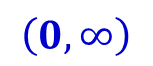 (0, ∞)